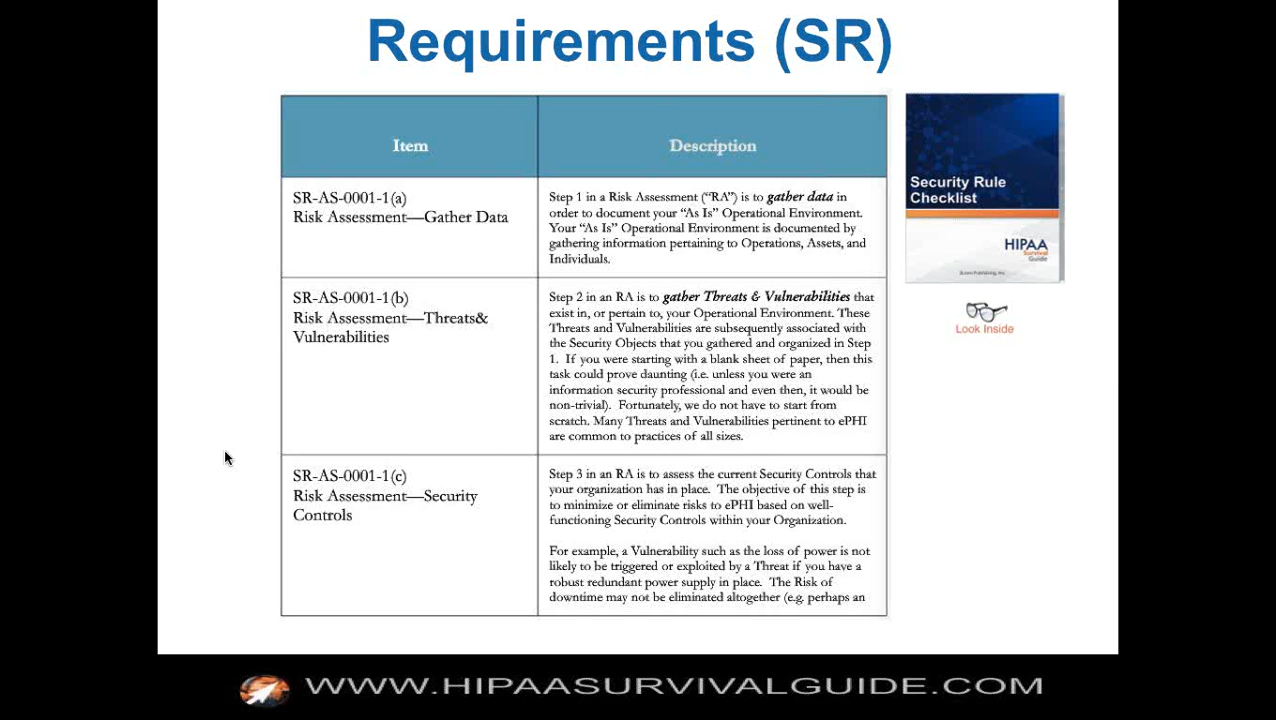 Requirements (SR)
Item
Description
SR-AS-0001-1(a)
Risk Assessment—Gather Data
Step 1 in a Risk Assessment (“RA”) is to gather data in
order to document your “As Is” Operational Environment.
Your “As Is” Operational Environment is documented by
gathering information pertaining to Operations, Assets, and
Individuals.
SR-AS-0001-1(b)
Risk Assessment—Threats&
Vulnerabilities
Step 2 in an RA is to gather Threats & Vulnerabilities that
exist in, or pertain to, your Operational Environment. These
Threats and Vulnerabilities are subsequently associated with
the Security Objects that you gathered and organized in Step
1. If you were starting with a blank sheet of paper, then this
task could prove daunting (i.e. unless you were an
information security professional and even then, it would be
non-trivial). Fortunately, we do not have to start from
scratch. Many Threats and Vulnerabilities pertinent to ePHI
are common to practices of all sizes.
SR-AS-0001-1(c)
Risk Assessment—Security
Controls
Step 3 in an RA is to assess the current Security Controls that
your organization has in place. The objective of this step is
to minimize or eliminate risks to ePHI based on well-
functioning Security Controls within your Organization.
For example, a Vulnerability such as the loss of power is not
likely to be triggered or exploited by a Threat if you have a
robust redundant power supply in place. The Risk of
downtime may not be eliminated altogether (e.g. perhaps an
Security Rule
Checklist
HIPAA
Survival
Guide
Publishing, Inc.
Look Inside
WWW.HIPAASURVIVALGUIDE.COM